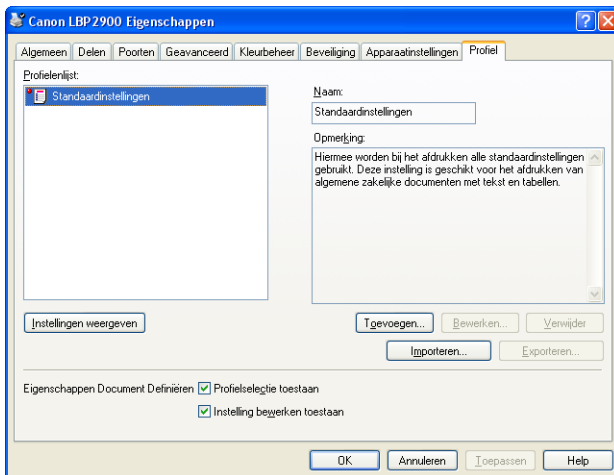 Canon LBP2900 Eigenschappen
Algemeen Delen Poorten Geavanceerd Kleurbeheer Beveiliging Apparaatinstellingen Profiel
Profielenlijst:
Standaardinstellingen
Naam:
Standaardinstellingen
Opmerking:
Hiermee worden bij het afdrukken alle standaardinstellingen
gebruikt. Deze instelling is geschikt voor het afdrukken van
algemene zakelijke documenten met tekst en tabellen.
Instellingen weergeven
Toevoegen... Bewerken... Verwijder
Importeren... Exporteren...
Eigenschappen Document Definiëren Profielselectie toestaan
Instelling bewerken toestaan
OK Annuleren Toepassen Help